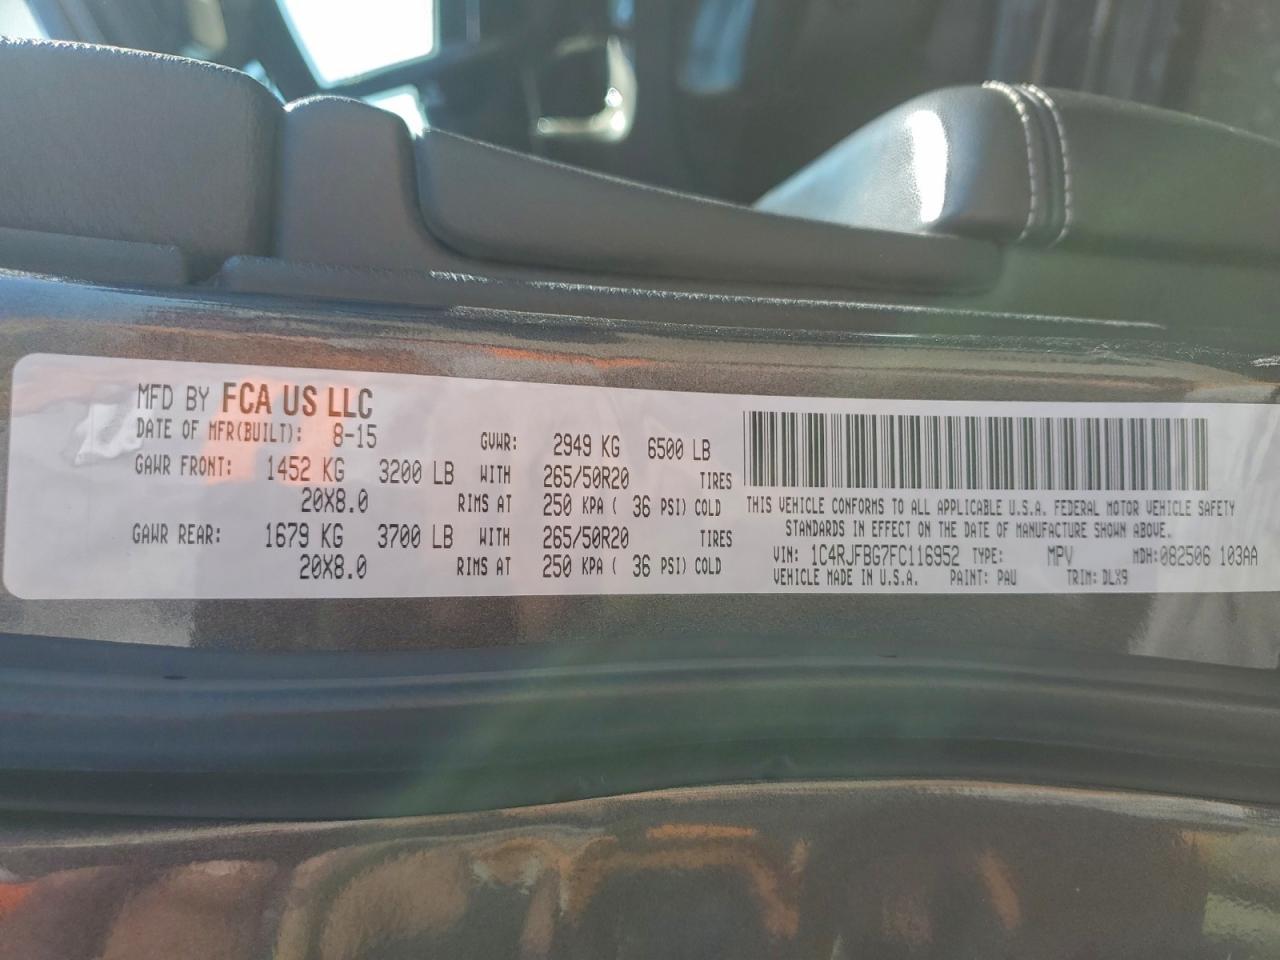 MFD BY FCA US LLC
DATE OF MFR(BUILT): 8-15 GVWR: 2949 KG 6500 LB
GAWR FRONT: 1452 KG 3200 LB WITH 265/50R20 TIRES
20X8.0 RIMS AT 250 KPA ( 36 PSI) COLD
GAWR REAR: 1679 KG 3700 LB WITH 265/50R20 TIRES
20X8.0 RIMS AT 250 KPA ( 36 PSI) COLD
THIS VEHICLE CONFORMS TO ALL APPLICABLE U.S.A. FEDERAL MOTOR VEHICLE SAFETY
STANDARDS IN EFFECT ON THE DATE OF MANUFACTURE SHOWN ABOVE.
VIN: 1C4RJFBG7FC116952 TYPE: MPV MDH:082506 103AA
VEHICLE MADE IN U.S.A. PAINT: PAU TRIM: DLX9